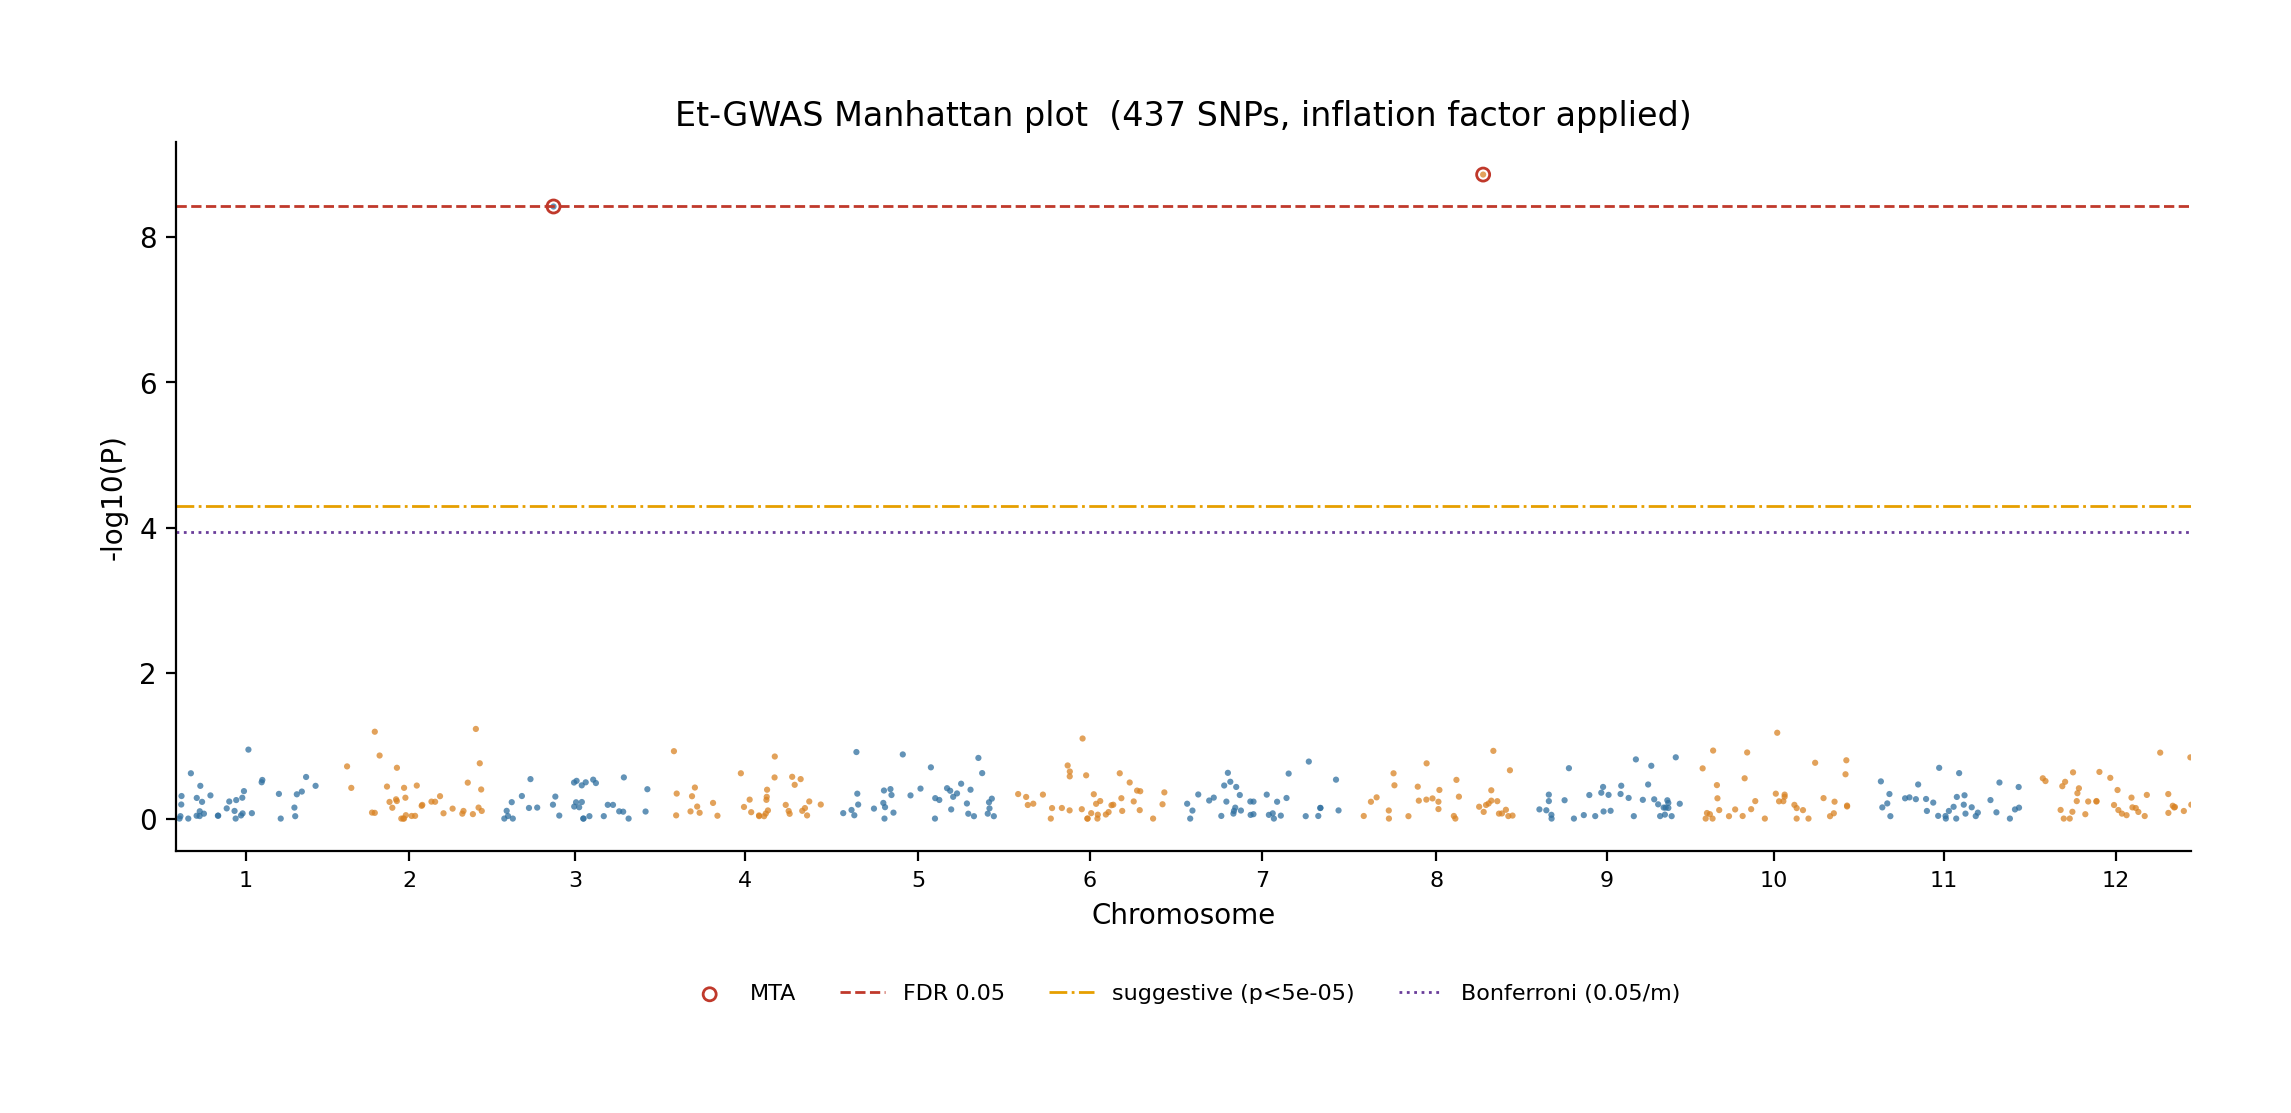 Et-GWAS Manhattan plot  (437 SNPs, inflation factor applied)
-log10(P)
8
6
4
2
0
1 2 3 4 5 6 7 8 9 10 11 12
Chromosome
MTA FDR 0.05 suggestive (p<5e-05) Bonferroni (0.05/m)